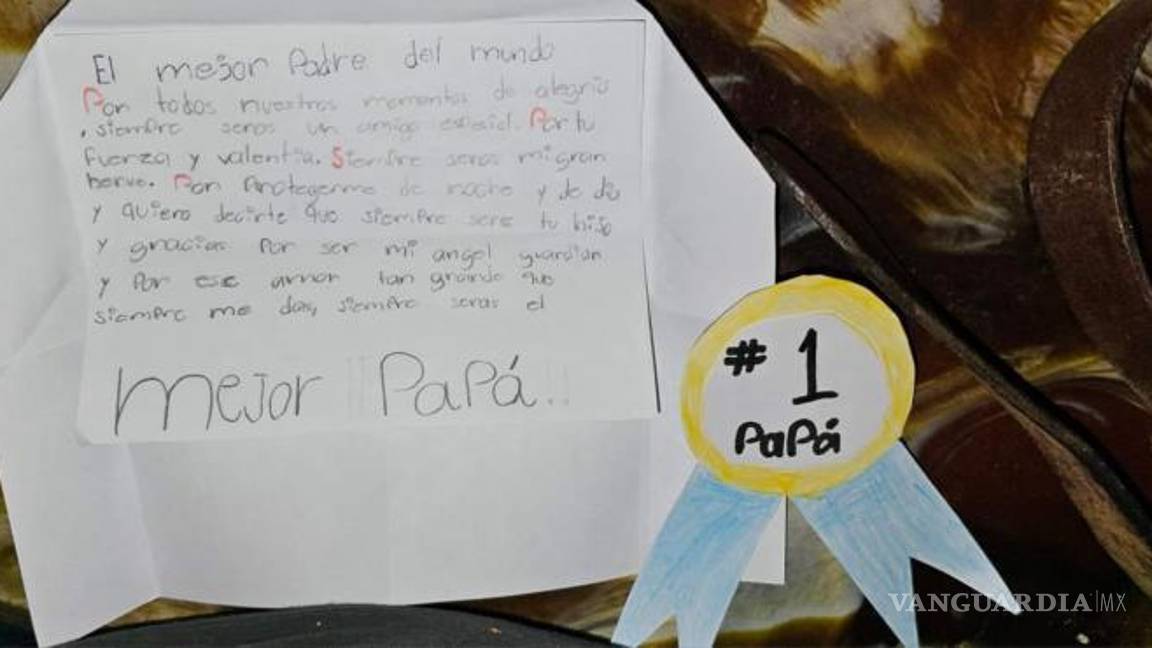 El mejor Padre del mundo
Por todos nuestros momentos de alegria
, siempre seras un amigo especial. Por tu
fuerza y valentia. Siempre seras mi gran
heroe. Por Protegerme de noche y de dia
y quiero decirte que siempre sere tu hijo
y gracias Por ser mi angel guardian
y Por ese amor tan grande que
siempre me das, siempre seras el
mejor PaPá!!
# 1
PaPá
VANGUARDIA|MX